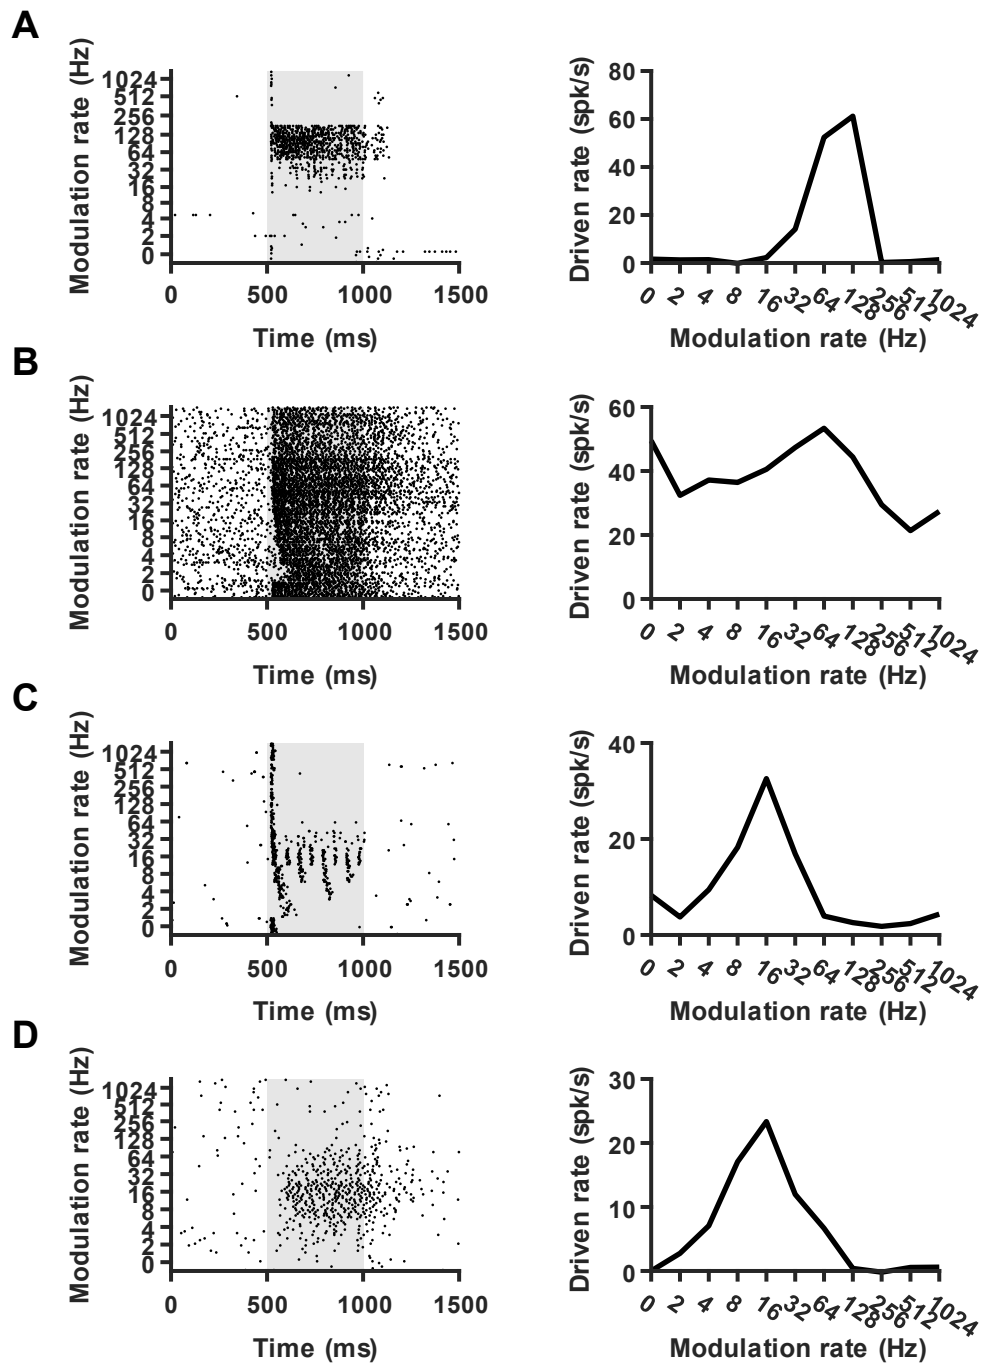 A
Modulation rate (Hz)
1024
512
256
128
64
32
16
8
4
2
0
0 500 1000 1500
Time (ms)
Driven rate (spk/s)
80
60
40
20
0
0 2 4 8 16 32 64 128 256 512 1024
Modulation rate (Hz)
B
Modulation rate (Hz)
1024
512
256
128
64
32
16
8
4
2
0
0 500 1000 1500
Time (ms)
Driven rate (spk/s)
60
40
20
0
0 2 4 8 16 32 64 128 256 512 1024
Modulation rate (Hz)
C
Modulation rate (Hz)
1024
512
256
128
64
32
16
8
4
2
0
0 500 1000 1500
Time (ms)
Driven rate (spk/s)
40
20
0
0 2 4 8 16 32 64 128 256 512 1024
Modulation rate (Hz)
D
Modulation rate (Hz)
1024
512
256
128
64
32
16
8
4
2
0
0 500 1000 1500
Time (ms)
Driven rate (spk/s)
30
20
10
0
0 2 4 8 16 32 64 128 256 512 1024
Modulation rate (Hz)